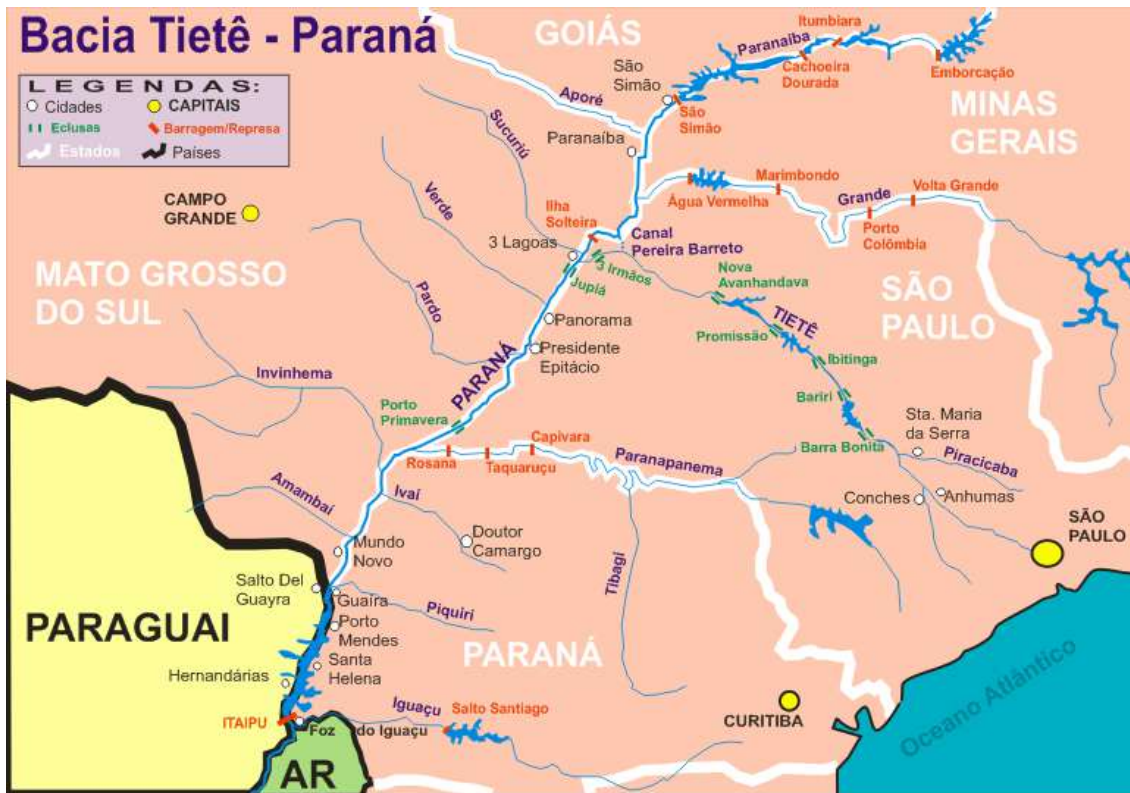 Bacia Tietê - Paraná
LEGENDAS:
Cidades
CAPITAIS
Eclusas
Barragem/Represa
Estados
Países
GOIÁS
Itumbiara
Paranaíba
Cachoeira
Dourada
Emborcação
São
Simão
São
Simão
Aporé
MINAS
GERAIS
Sucuriú
Paranaíba
Verde
Marimbondo
Volta Grande
Água Vermelha
Grande
Porto
Colômbia
CAMPO
GRANDE
Ilha
Solteira
Canal
Pereira Barreto
3 Lagoas
3 Irmãos
Jupiá
Nova
Avanhandava
MATO GROSSO
DO SUL
SÃO
PAULO
Pardo
Panorama
TIETÊ
Promissão
PARANÁ
Presidente
Epitácio
Ibitinga
Invinhema
Bariri
Porto
Primavera
Sta. Maria
da Serra
Capivara
Barra Bonita
Rosana
Taquaruçu
Paranapanema
Piracicaba
Amambaí
Ivaí
Conches
Anhumas
SÃO
PAULO
Doutor
Camargo
Mundo
Novo
Tibagi
Salto Del
Guayra
Guaíra
Piquiri
Porto
Mendes
PARAGUAI
PARANÁ
Santa
Helena
Hernandárias
Oceano Atlântico
Iguaçu
Salto Santiago
ITAIPU
Foz do Iguaçu
CURITIBA
AR